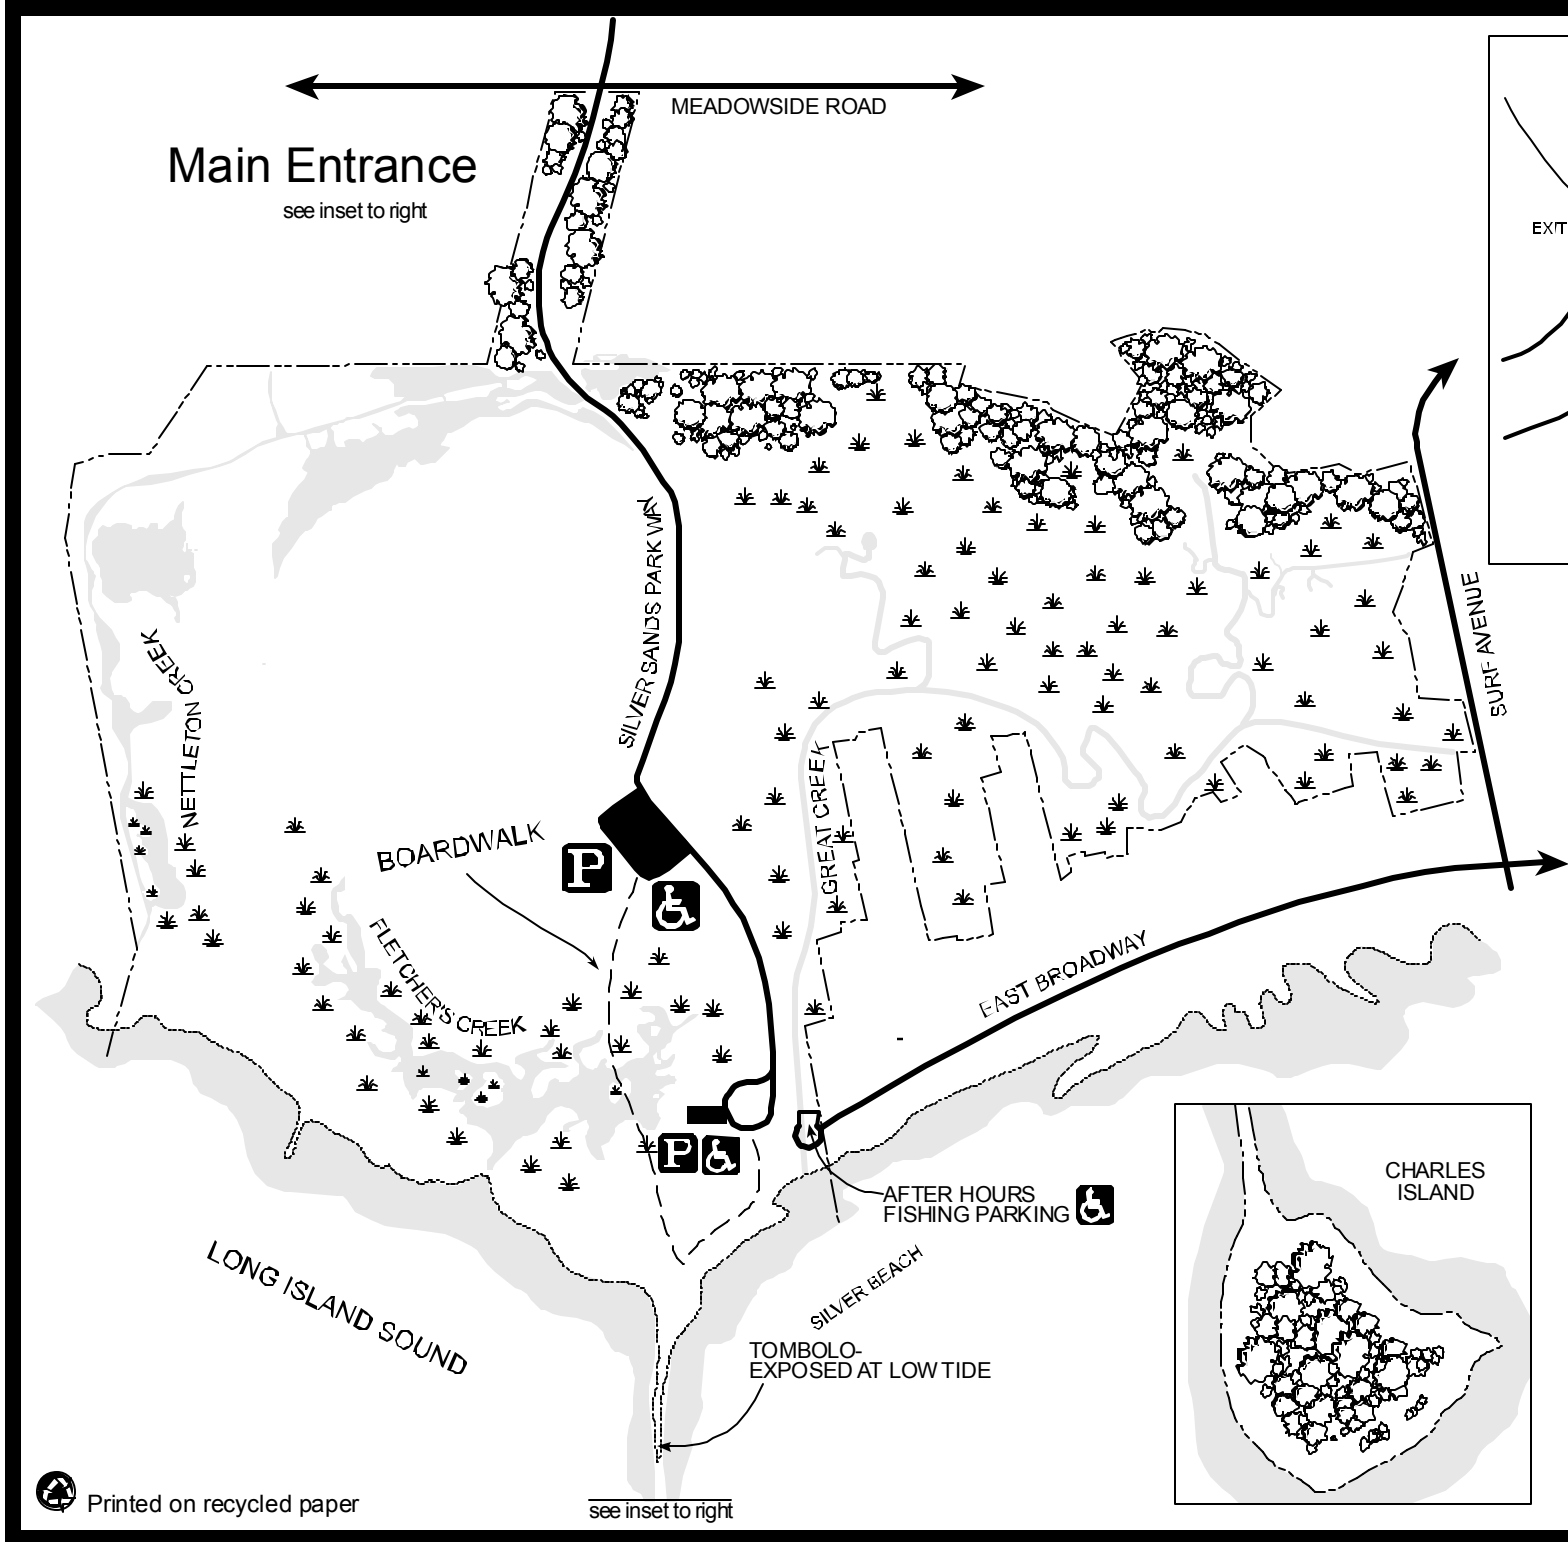 MEADOWSIDE ROAD
Main Entrance
see inset to right
EXIT
SILVER SANDS PARKWAY
SURF AVENUE
NETTLETON CREEK
GREAT CREEK
BOARDWALK
P
FLETCHER'S CREEK
EAST BROADWAY
P
AFTER HOURS
FISHING PARKING
CHARLES
ISLAND
LONG ISLAND SOUND
SILVER BEACH
TOMBOLO-
EXPOSED AT LOW TIDE
Printed on recycled paper
see inset to right